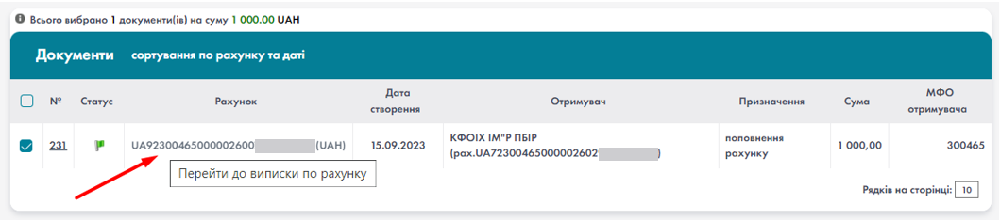 Всього вибрано 1 документи(ів) на суму 1 000.00 UAH
Документи сортування по рахунку та даті
№ Статус Рахунок Дата створення Отримувач Призначення Сума МФО отримувача
231 UA92300465000002600 (UAH) 15.09.2023 КФОІХ ІМ"Р ПБІР поповнення рахунку 1 000,00 300465
(рах.UA72300465000002602 )
Перейти до виписки по рахунку
Рядків на сторінці: 10